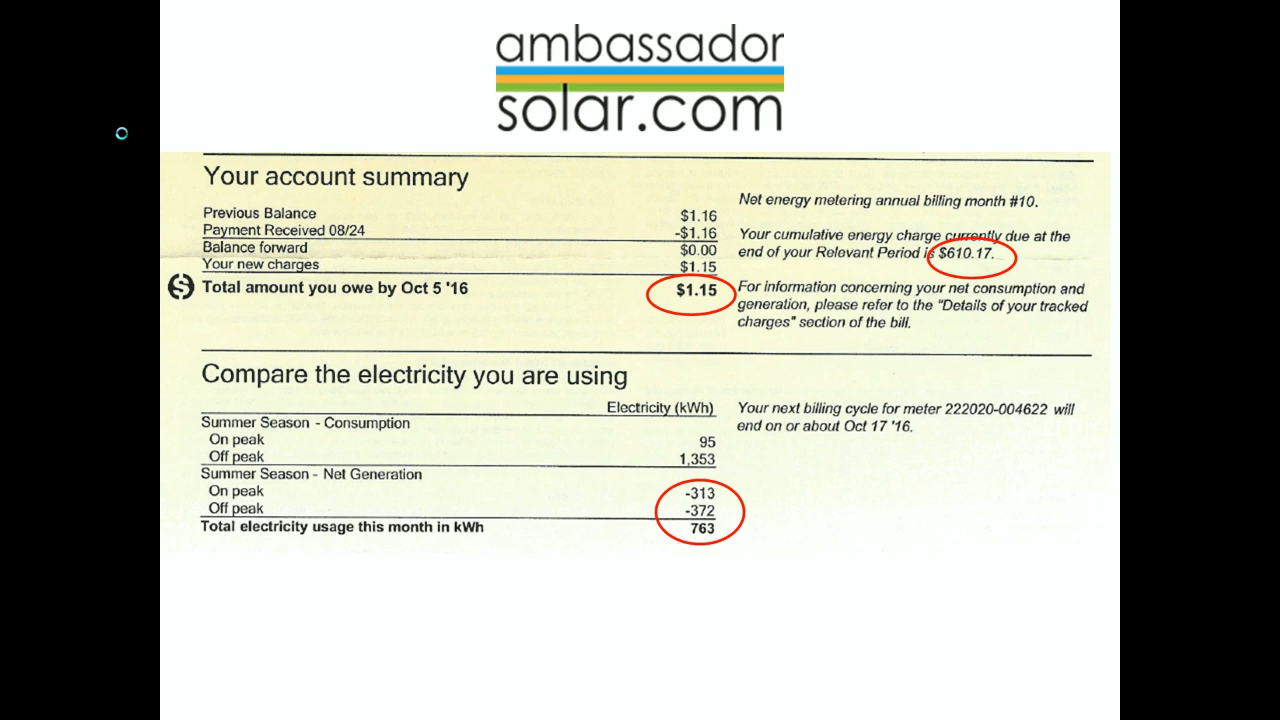 ambassador
solar.com
Your account summary
Previous Balance $1.16
Payment Received 08/24 -$1.16
Balance forward $0.00
Your new charges $1.15
Total amount you owe by Oct 5 '16 $1.15
Net energy metering annual billing month #10.
Your cumulative energy charge currently due at the
end of your Relevant Period is $610.17.
For information concerning your net consumption and
generation, please refer to the "Details of your tracked
charges" section of the bill.
Compare the electricity you are using
Electricity (kWh)
Summer Season - Consumption
On peak 95
Off peak 1,353
Summer Season - Net Generation
On peak -313
Off peak -372
Total electricity usage this month in kWh 763
Your next billing cycle for meter 222020-004622 will
end on or about Oct 17 '16.